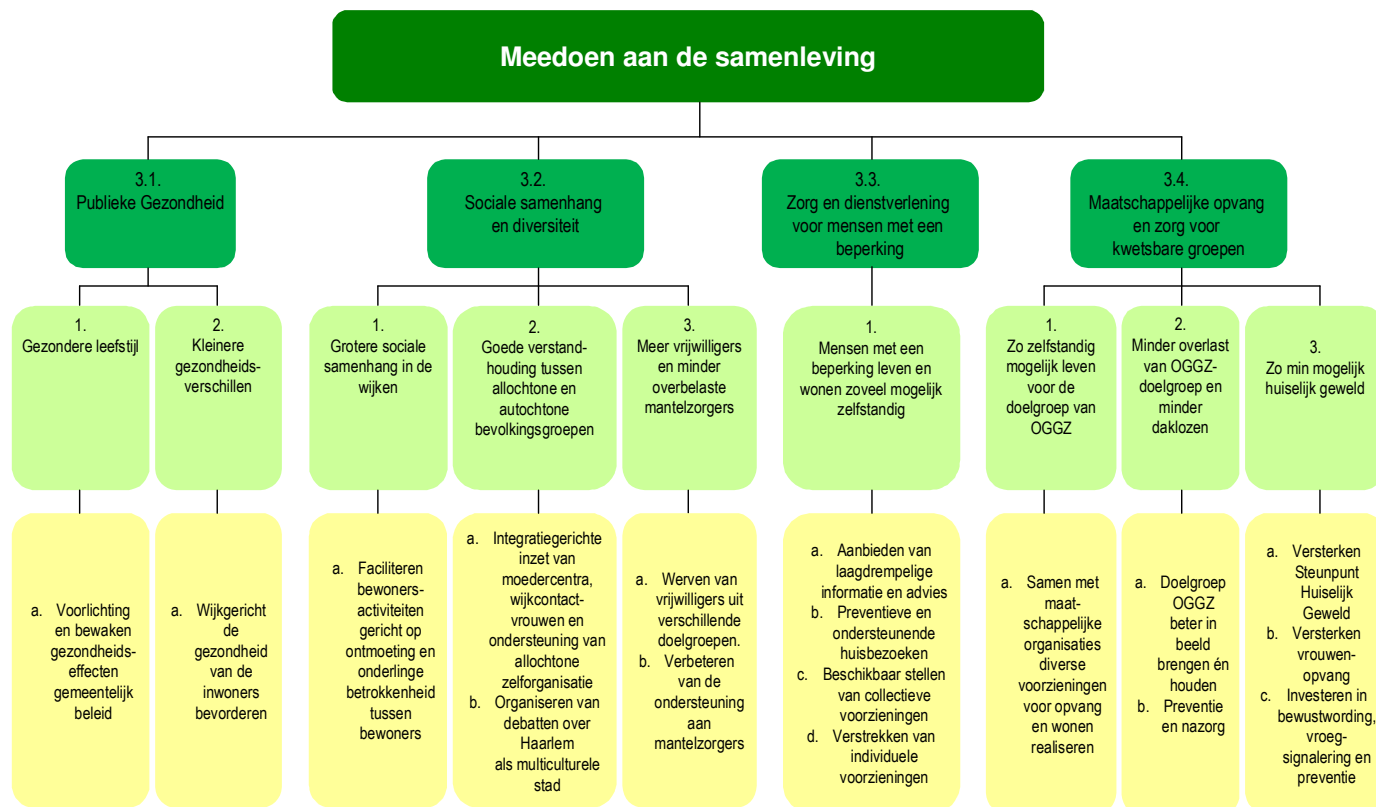 Meedoen aan de samenleving
3.1.
Publieke Gezondheid
3.2.
Sociale samenhang
en diversiteit
3.3.
Zorg en dienstverlening
voor mensen met een
beperking
3.4.
Maatschappelijke opvang
en zorg voor
kwetsbare groepen
1.
Gezondere leefstijl
2.
Kleinere
gezondheids-
verschillen
1.
Grotere sociale
samenhang in de
wijken
2.
Goede verstand-
houding tussen
allochtone en
autochtone
bevolkingsgroepen
3.
Meer vrijwilligers
en minder
overbelaste
mantelzorgers
1.
Mensen met een
beperking leven en
wonen zoveel mogelijk
zelfstandig
1.
Zo zelfstandig
mogelijk leven
voor de
doelgroep van
OGGZ
2.
Minder overlast
van OGGZ-
doelgroep en
minder
daklozen
3.
Zo min mogelijk
huiselijk geweld
a. Voorlichting
en bewaken
gezondheids-
effecten
gemeentelijk
beleid
a. Wijkgericht
de
gezondheid
van de
inwoners
bevorderen
a. Faciliteren
bewoners-
activiteiten
gericht op
ontmoeting en
onderlinge
betrokkenheid
tussen
bewoners
a. Integratiegerichte
inzet van
moedercentra,
wijkcontact-
vrouwen en
ondersteuning van
allochtone
zelforganisatie
b. Organiseren van
debatten over
Haarlem
als multiculturele
stad
a. Werven van
vrijwilligers uit
verschillende
doelgroepen.
b. Verbeteren
van de
ondersteuning
aan
mantelzorgers
a. Aanbieden van
laagdrempelige
informatie en advies
b. Preventieve en
ondersteunende
huisbezoeken
c. Beschikbaar stellen
van collectieve
voorzieningen
d. Verstrekken van
individuele
voorzieningen
a. Samen met
maat-
schappelijke
organisaties
diverse
voorzieningen
voor opvang
en wonen
realiseren
a. Doelgroep
OGGZ
beter in
beeld
brengen én
houden
b. Preventie
en nazorg
a. Versterken
Steunpunt
Huiselijk
Geweld
b. Versterken
vrouwen-
opvang
c. Investeren in
bewustwording,
vroeg-
signalering en
preventie